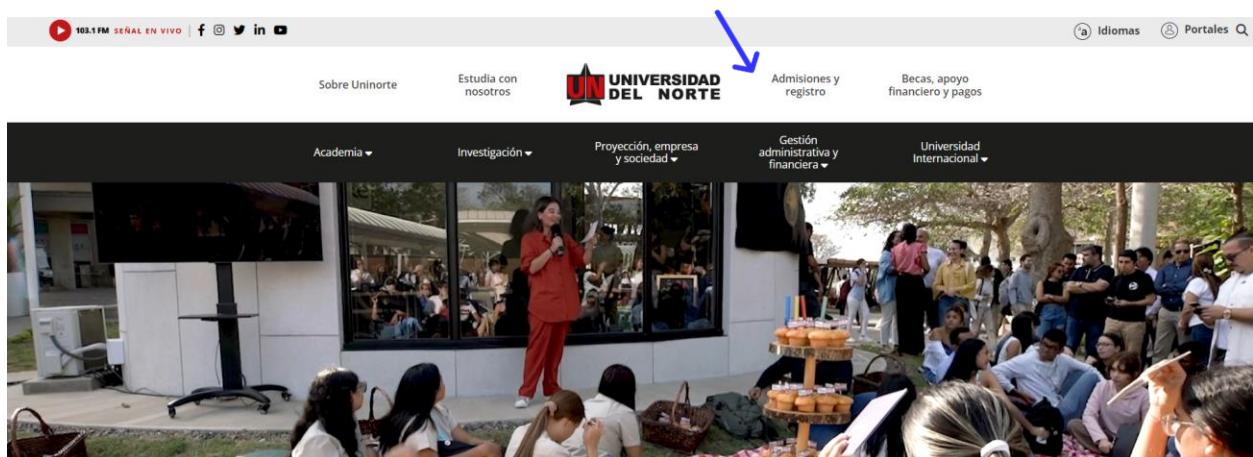 103.1 FM SEÑAL EN VIVO
Idiomas
Portales
Sobre Uninorte
Estudia con
nosotros
UN UNIVERSIDAD
DEL NORTE
Admisiones y
registro
Becas, apoyo
financiero y pagos
Academia
Investigación
Proyección, empresa
y sociedad
Gestión
administrativa y
financiera
Universidad
Internacional